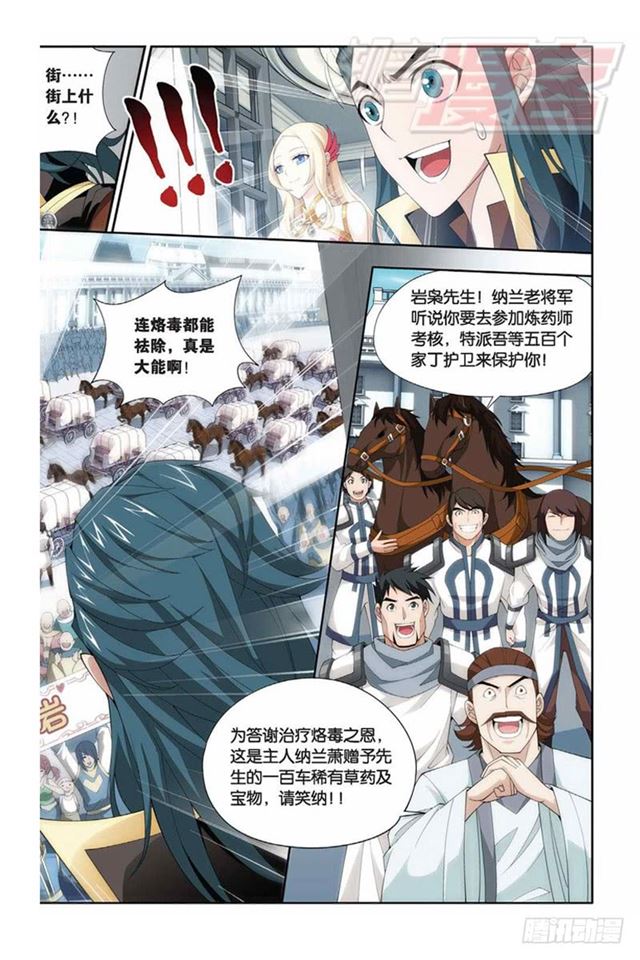 街……
街上什
么?!
!!!
连烙毒都能
祛除，真是
大能啊！
岩枭先生！纳兰老将军
听说你要去参加炼药师
考核，特派吾等五百个
家丁护卫来保护你！
岩
为答谢治疗烙毒之恩，
这是主人纳兰萧赠予先
生的一百车稀有草药及
宝物，请笑纳！！
腾讯动漫